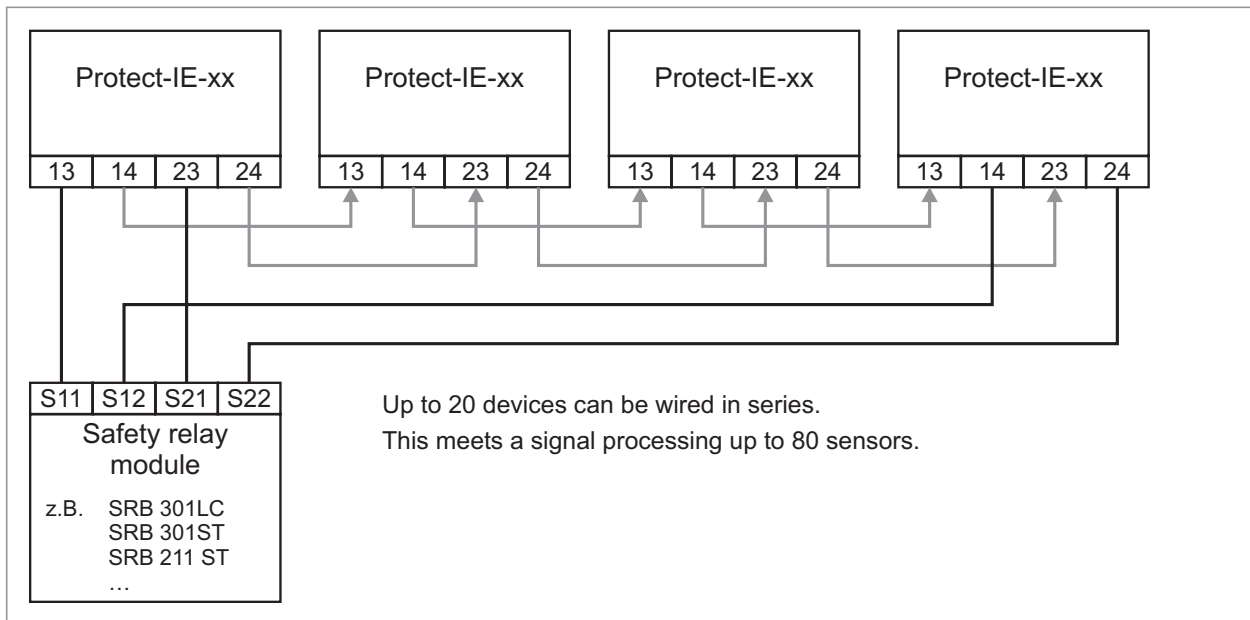 Protect-IE-xx Protect-IE-xx Protect-IE-xx Protect-IE-xx
13 14 23 24 13 14 23 24 13 14 23 24 13 14 23 24
S11 S12 S21 S22
Safety relay
module
z.B. SRB 301LC
SRB 301ST
SRB 211 ST
…
Up to 20 devices can be wired in series.
This meets a signal processing up to 80 sensors.